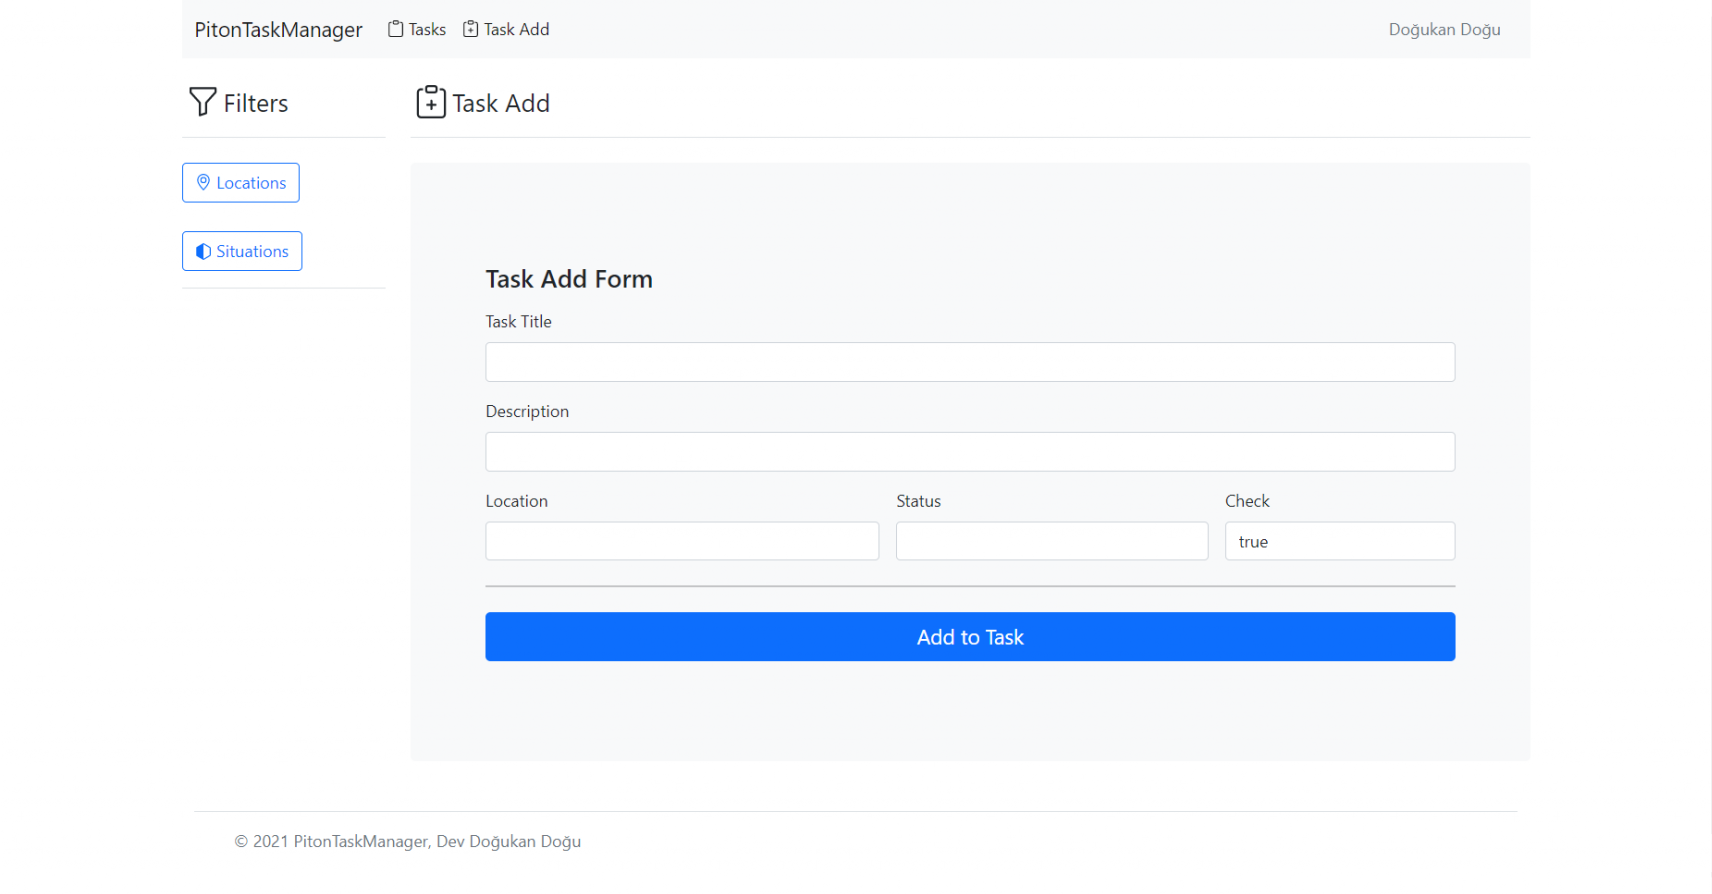 PitonTaskManager Tasks Task Add Doğukan Doğu
Filters
Task Add
Locations
Situations
Task Add Form
Task Title
Description
Location Status Check
true
Add to Task
© 2021 PitonTaskManager, Dev Doğukan Doğu